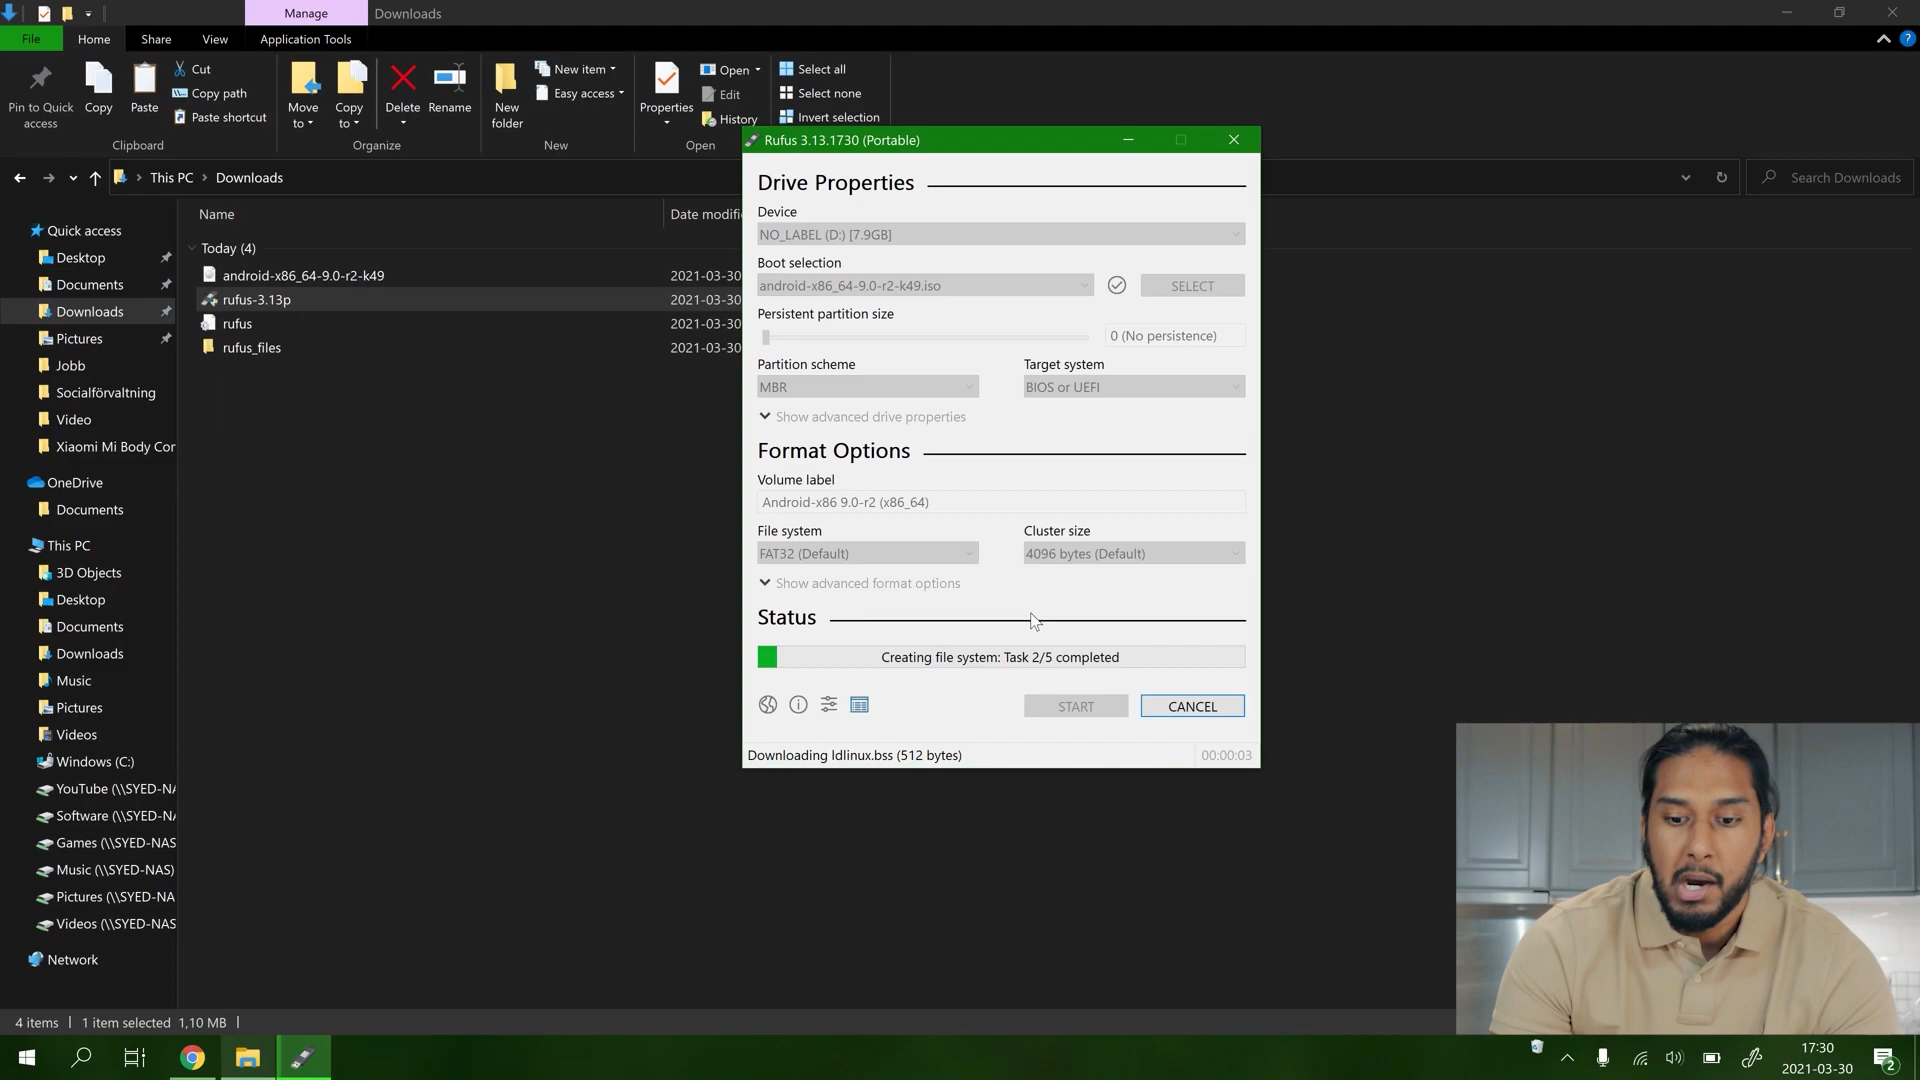 Manage
Downloads
File
Home
Share
View
Application Tools
Pin to Quick access
Copy
Paste
Cut
Copy path
Paste shortcut
Clipboard
Move to
Copy to
Delete
Rename
Organize
New folder
New item
Easy access
New
Properties
Open
Edit
History
Open
Select all
Select none
Invert selection
This PC
Downloads
Search Downloads
Name
Date modifi
Today (4)
android-x86_64-9.0-r2-k49
2021-03-30
rufus-3.13p
2021-03-30
rufus
2021-03-30
rufus_files
2021-03-30
Quick access
Desktop
Documents
Downloads
Pictures
Jobb
Socialförvaltning
Video
Xiaomi Mi Body Cor
OneDrive
Documents
This PC
3D Objects
Desktop
Documents
Downloads
Music
Pictures
Videos
Windows (C:)
YouTube (\\SYED-NA
Software (\\SYED-NA
Games (\\SYED-NAS
Music (\\SYED-NAS)
Pictures (\\SYED-NA
Videos (\\SYED-NAS
Network
4 items
1 item selected 1,10 MB
Rufus 3.13.1730 (Portable)
Drive Properties
Device
NO_LABEL (D:) [7.9GB]
Boot selection
android-x86_64-9.0-r2-k49.iso
SELECT
Persistent partition size
0 (No persistence)
Partition scheme
Target system
MBR
BIOS or UEFI
Show advanced drive properties
Format Options
Volume label
Android-x86 9.0-r2 (x86_64)
File system
Cluster size
FAT32 (Default)
4096 bytes (Default)
Show advanced format options
Status
Creating file system: Task 2/5 completed
START
CANCEL
Downloading ldlinux.bss (512 bytes)
00:00:03
17:30
2021-03-30
2